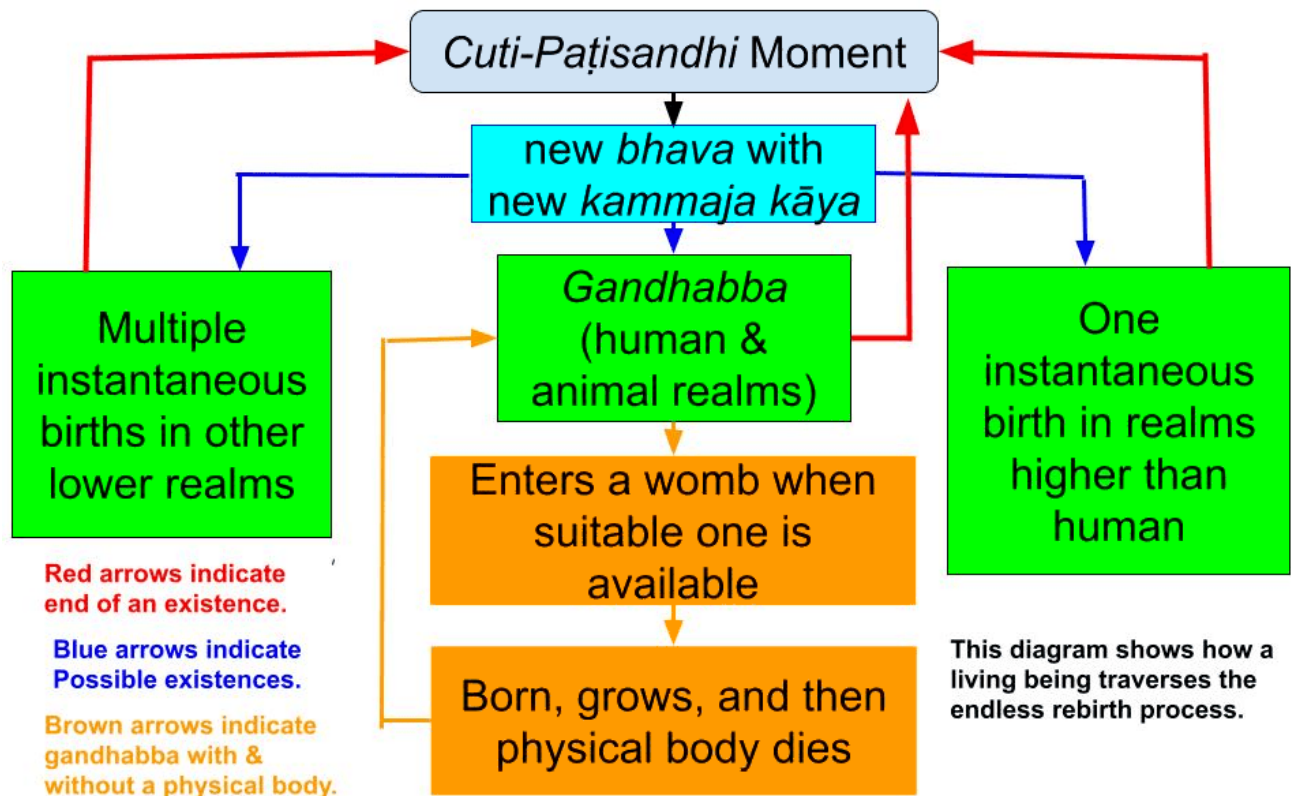 Cuti-Paṭisandhi Moment
new bhava with
new kammaja kāya
Multiple
instantaneous
births in other
lower realms
Gandhabba
(human &
animal realms)
One
instantaneous
birth in realms
higher than
human
Enters a womb when
suitable one is
available
Born, grows, and then
physical body dies
Red arrows indicate
end of an existence.
Blue arrows indicate
Possible existences.
Brown arrows indicate
gandhabba with &
without a physical body.
This diagram shows how a
living being traverses the
endless rebirth process.